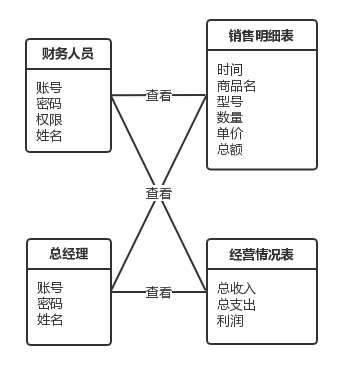 财务人员
账号
密码
权限
姓名
查看
销售明细表
时间
商品名
型号
数量
单价
总额
查看
总经理
账号
密码
姓名
查看
经营情况表
总收入
总支出
利润